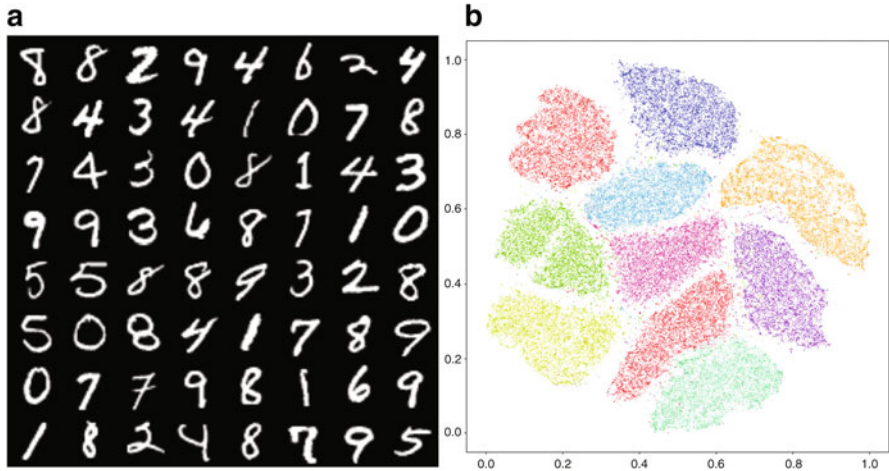 a
b
8 8 2 9 4 6 2 4
8 4 3 4 1 0 7 8
7 4 3 0 8 1 4 3
9 9 3 6 8 7 1 0
5 5 8 8 9 3 2 8
5 0 8 4 1 7 8 9
0 7 7 9 8 1 6 9
1 8 2 4 8 7 9 5
1.0
0.8
0.6
0.4
0.2
0.0
0.0 0.2 0.4 0.6 0.8 1.0